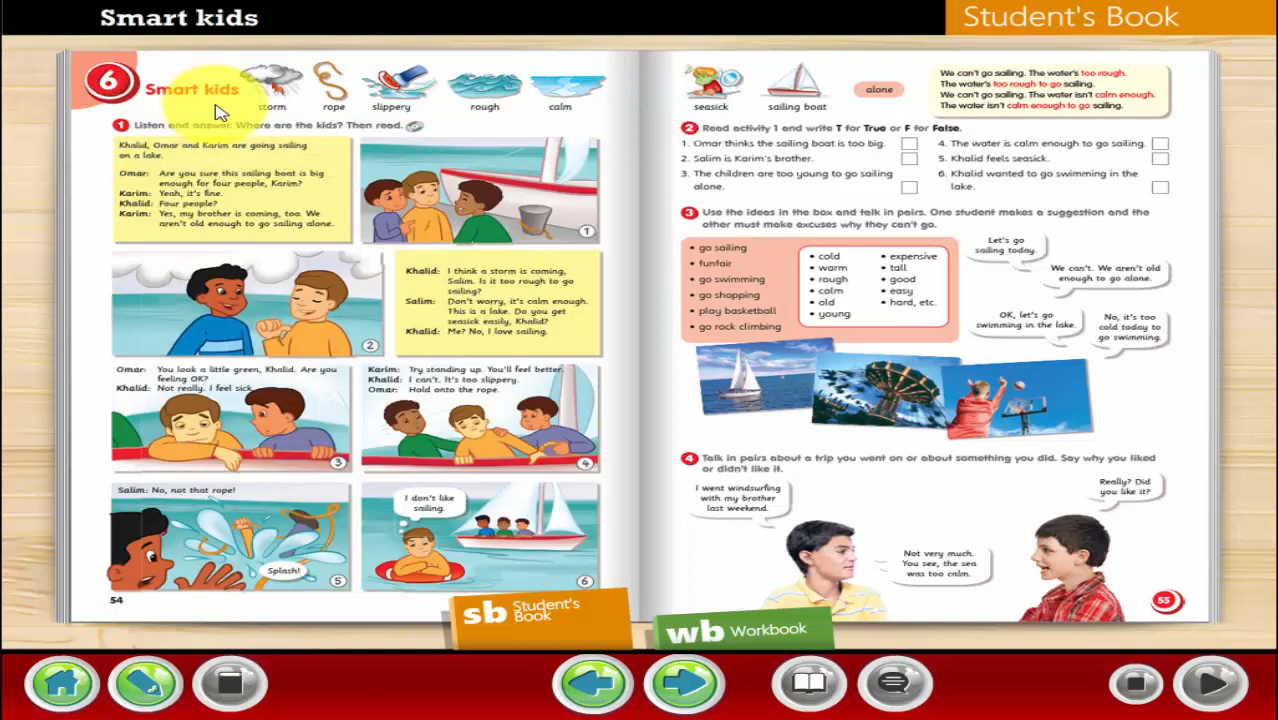 Smart kids
Student's Book
6
Smart kids
storm
rope
slippery
rough
calm
1 Listen and answer. Where are the kids? Then read.
Khalid, Omar and Karim are going sailing
on a lake.
Omar: Are you sure this sailing boat is big
enough for four people, Karim?
Karim: Yeah, it's fine.
Khalid: Four people?
Karim: Yes, my brother is coming, too. We
aren't old enough to go sailing alone.
1
2
Khalid: I think a storm is coming,
Salim. Is it too rough to go
sailing?
Salim: Don't worry, it's calm enough.
This is a lake. Do you get
seasick easily, Khalid?
Khalid: Me? No, I love sailing.
Omar: You look a little green, Khalid. Are you
feeling OK?
Khalid: Not really. I feel sick.
3
Karim: Try standing up. You'll feel better.
Khalid: I can't. It's too slippery.
Omar: Hold onto the rope.
4
Salim: No, not that rope!
Splash!
5
I don't like
sailing.
6
54
seasick
sailing boat
alone
We can't go sailing. The water's too rough.
The water's too rough to go sailing.
We can't go sailing. The water isn't calm enough.
The water isn't calm enough to go sailing.
2 Read activity 1 and write T for True or F for False.
1. Omar thinks the sailing boat is too big.
2. Salim is Karim's brother.
3. The children are too young to go sailing
alone.
4. The water is calm enough to go sailing.
5. Khalid feels seasick.
6. Khalid wanted to go swimming in the
lake.
3 Use the ideas in the box and talk in pairs. One student makes a suggestion and the
other must make excuses why they can't go.
• go sailing
• funfair
• go swimming
• go shopping
• play basketball
• go rock climbing
• cold
• warm
• rough
• calm
• old
• young
• expensive
• tall
• good
• easy
• hard, etc.
Let's go
sailing today.
We can't. We aren't old
enough to go alone.
OK, let's go
swimming in the lake.
No, it's too
cold today to
go swimming.
4 Talk in pairs about a trip you went on or about something you did. Say why you liked
or didn't like it.
I went windsurfing
with my brother
last weekend.
Really? Did
you like it?
Not very much.
You see, the sea
was too calm.
55
sb Student's
Book
wb Workbook